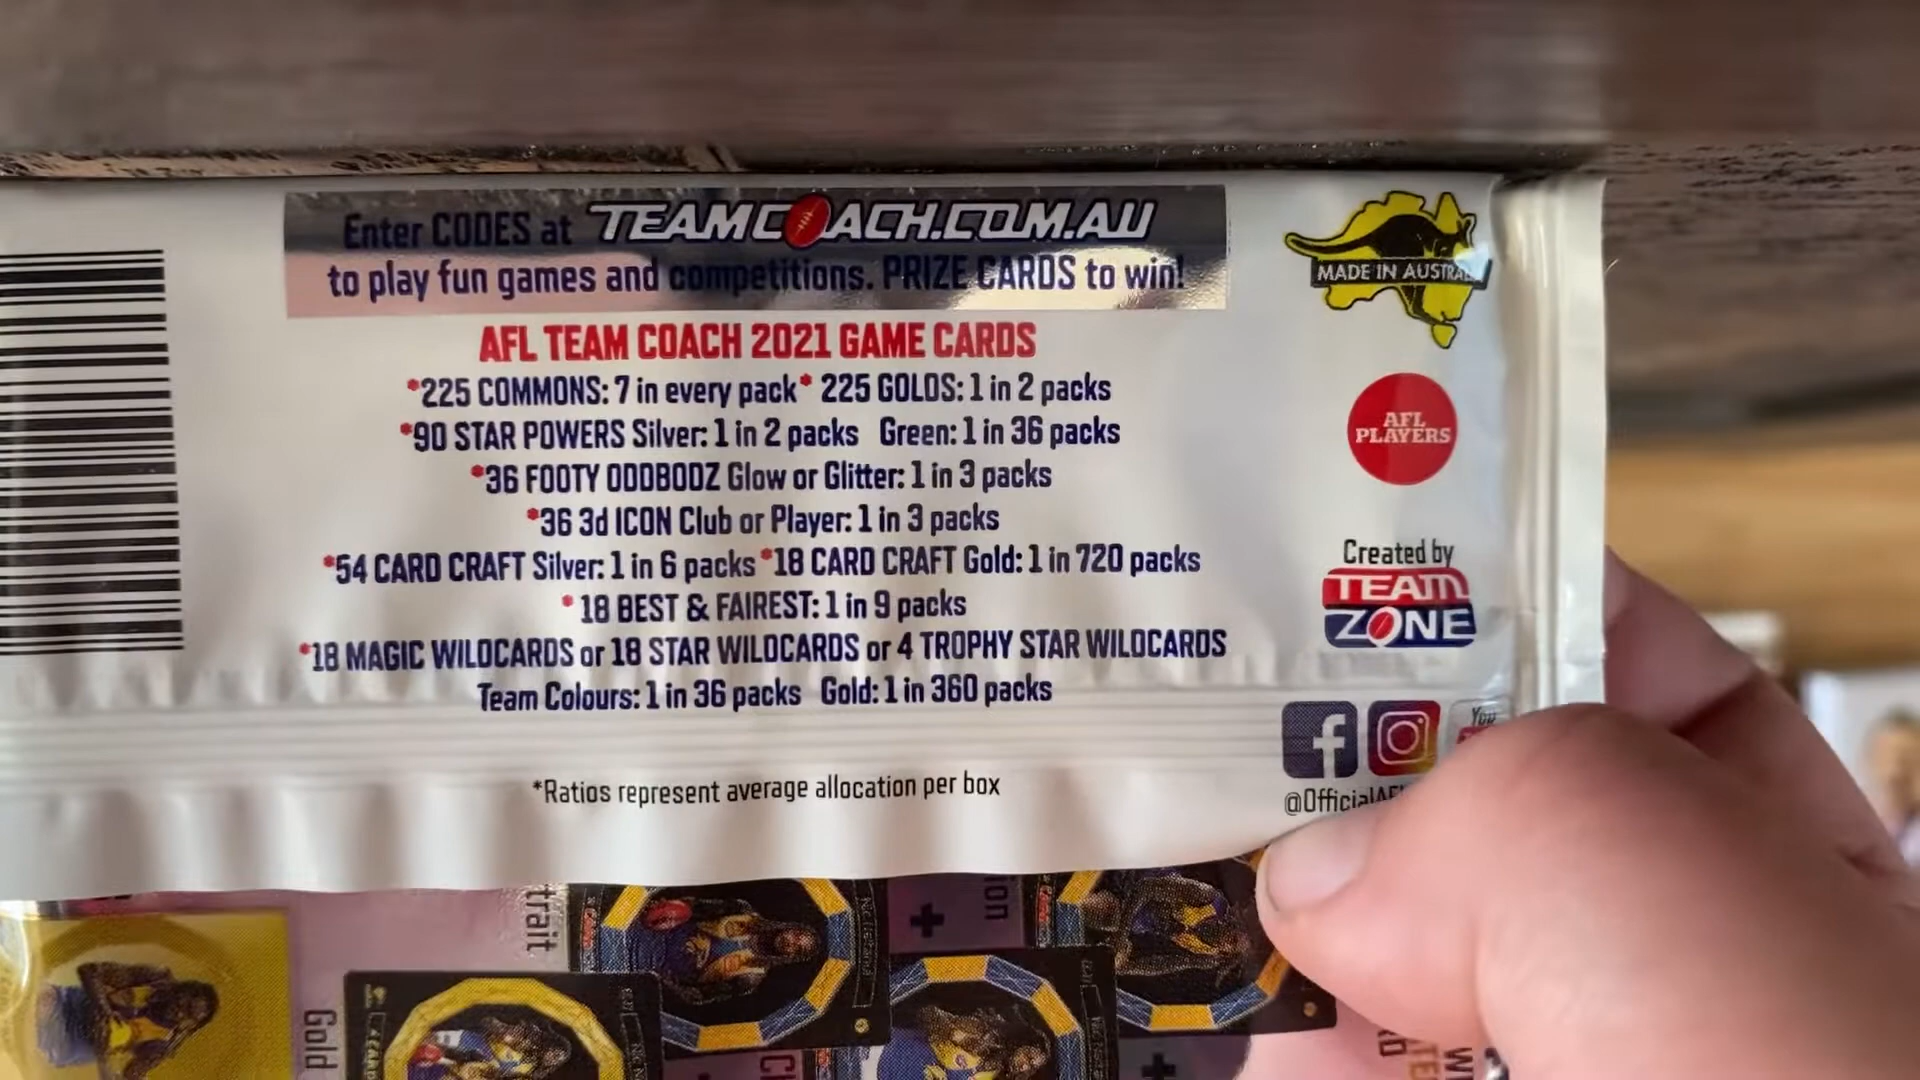 Enter CODES at TEAMCOACH.COM.AU
to play fun games and competitions. PRIZE CARDS to win!
AFL TEAM COACH 2021 GAME CARDS
*225 COMMONS: 7 in every pack* 225 GOLDS: 1 in 2 packs
*90 STAR POWERS Silver: 1 in 2 packs Green: 1 in 36 packs
*36 FOOTY ODDBODZ Glow or Glitter: 1 in 3 packs
*36 3d ICON Club or Player: 1 in 3 packs
*54 CARD CRAFT Silver: 1 in 6 packs *18 CARD CRAFT Gold: 1 in 720 packs
*18 BEST & FAIREST: 1 in 9 packs
*18 MAGIC WILDCARDS or 18 STAR WILDCARDS or 4 TROPHY STAR WILDCARDS
Team Colours: 1 in 36 packs Gold: 1 in 360 packs
*Ratios represent average allocation per box
MADE IN AUSTRAL
AFL
PLAYERS
Created by
TEAM
ZONE
You
@OfficialAF
trait
ion
Gold